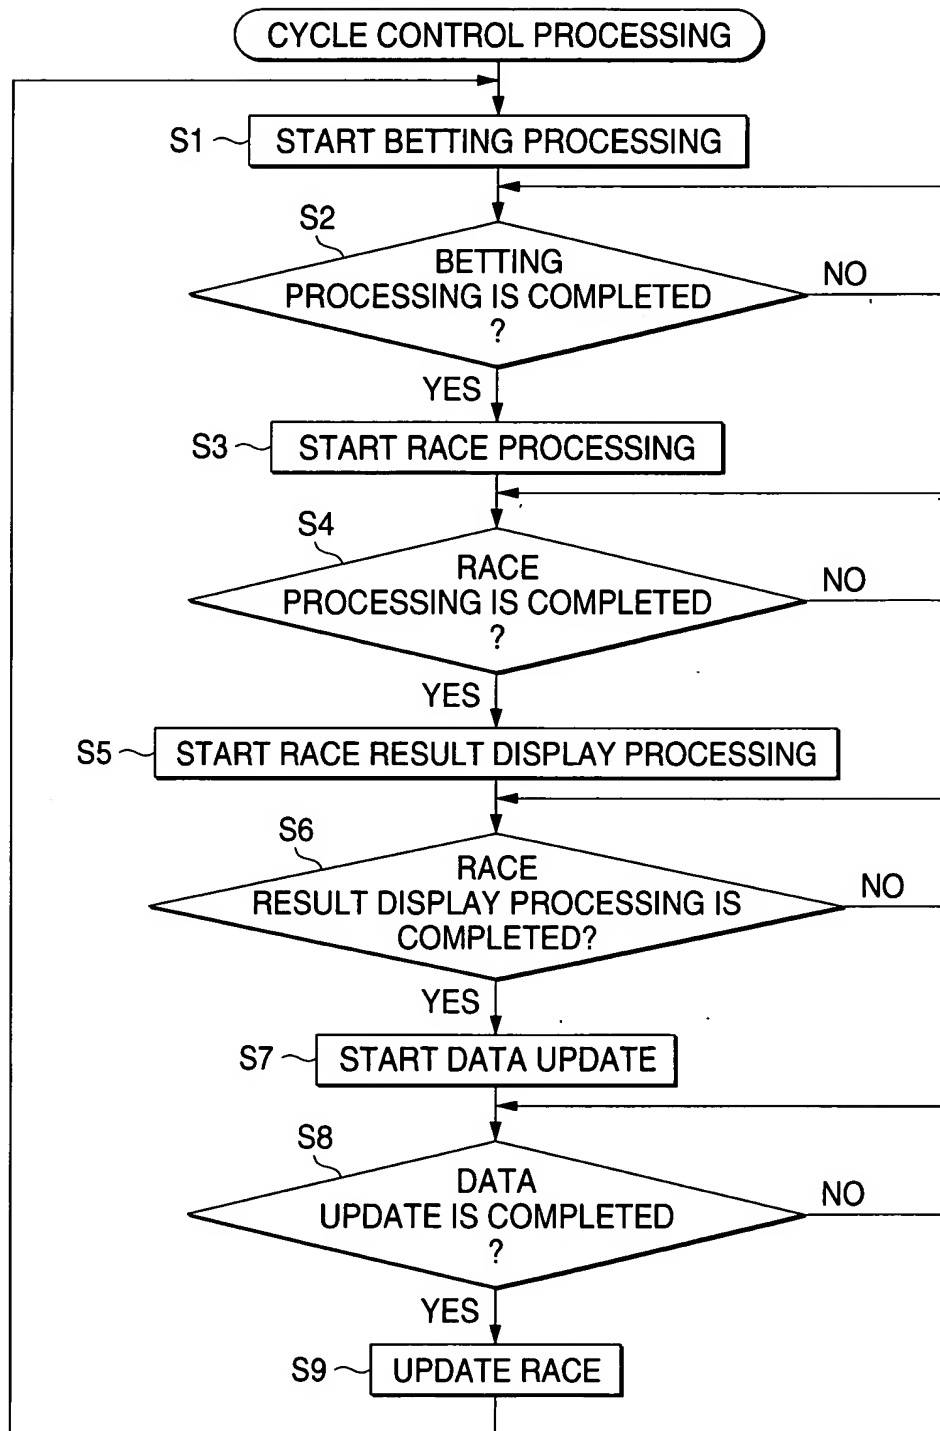 CYCLE CONTROL PROCESSING
S1
START BETTING PROCESSING
S2
BETTING
PROCESSING IS COMPLETED
?
NO
YES
S3
START RACE PROCESSING
S4
RACE
PROCESSING IS COMPLETED
?
NO
YES
S5
START RACE RESULT DISPLAY PROCESSING
S6
RACE
RESULT DISPLAY PROCESSING IS
COMPLETED?
NO
YES
S7
START DATA UPDATE
S8
DATA
UPDATE IS COMPLETED
?
NO
YES
S9
UPDATE RACE